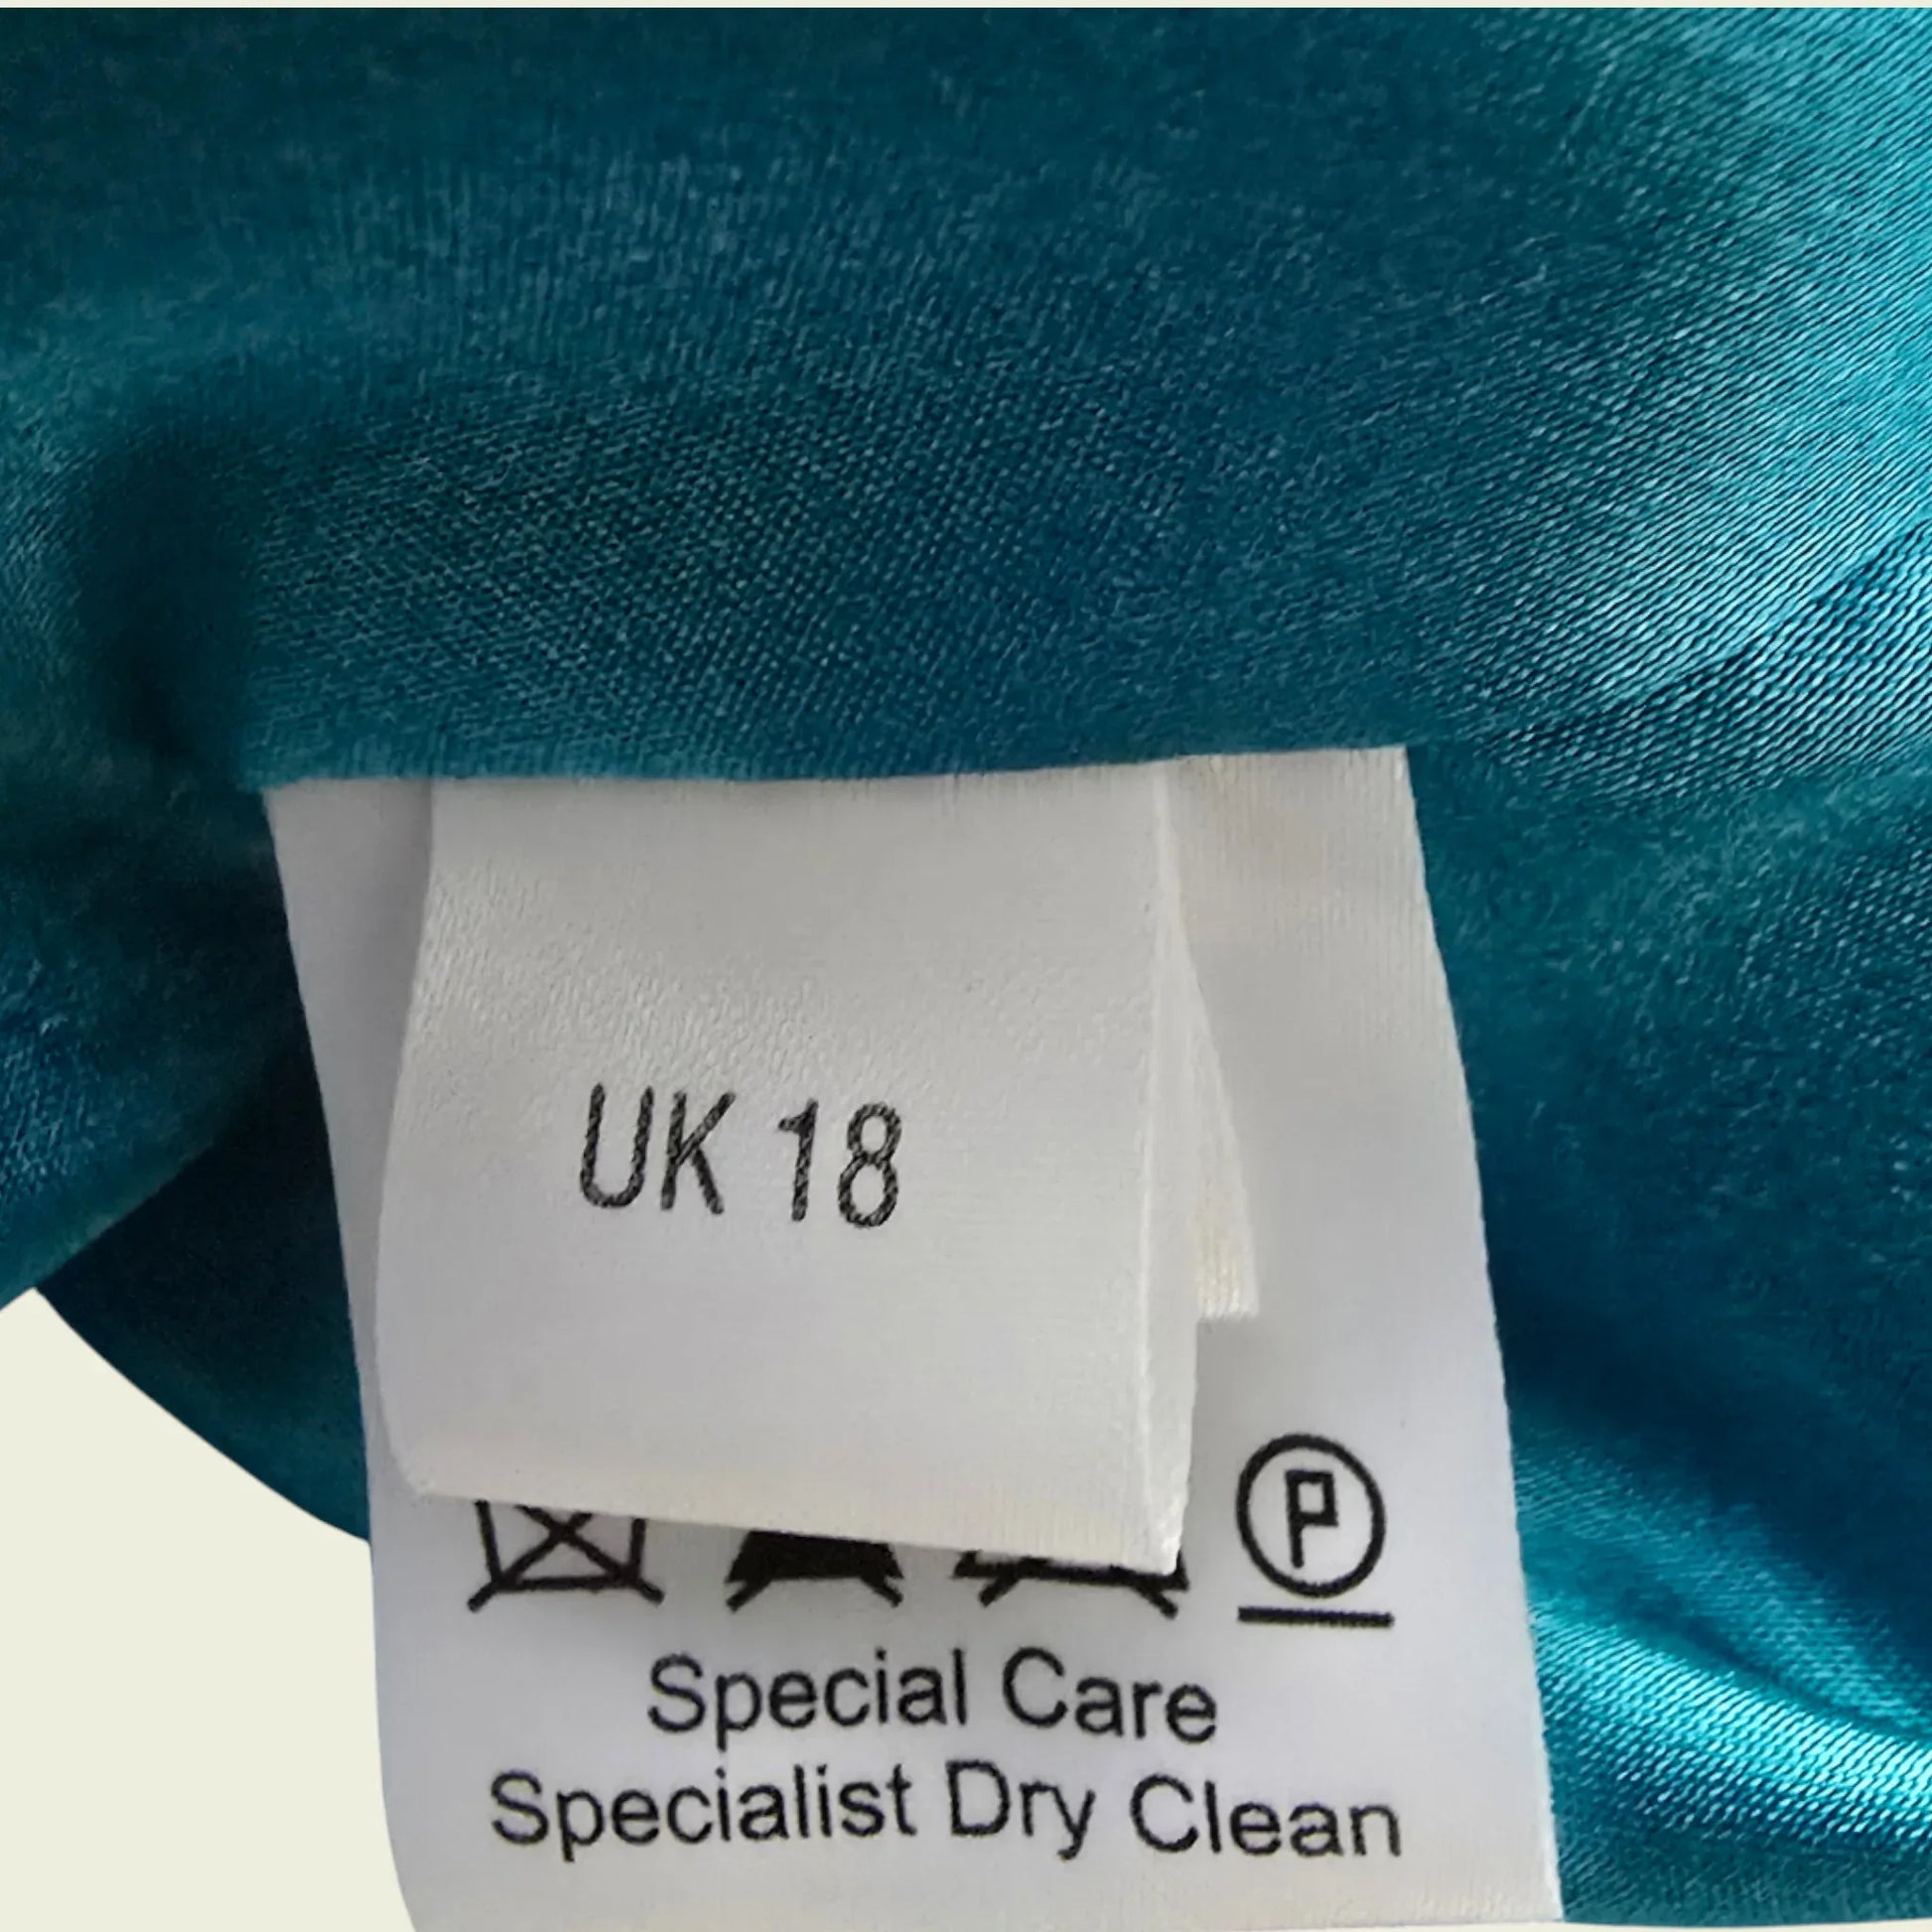 UK 18
P
Special Care
Specialist Dry Clean